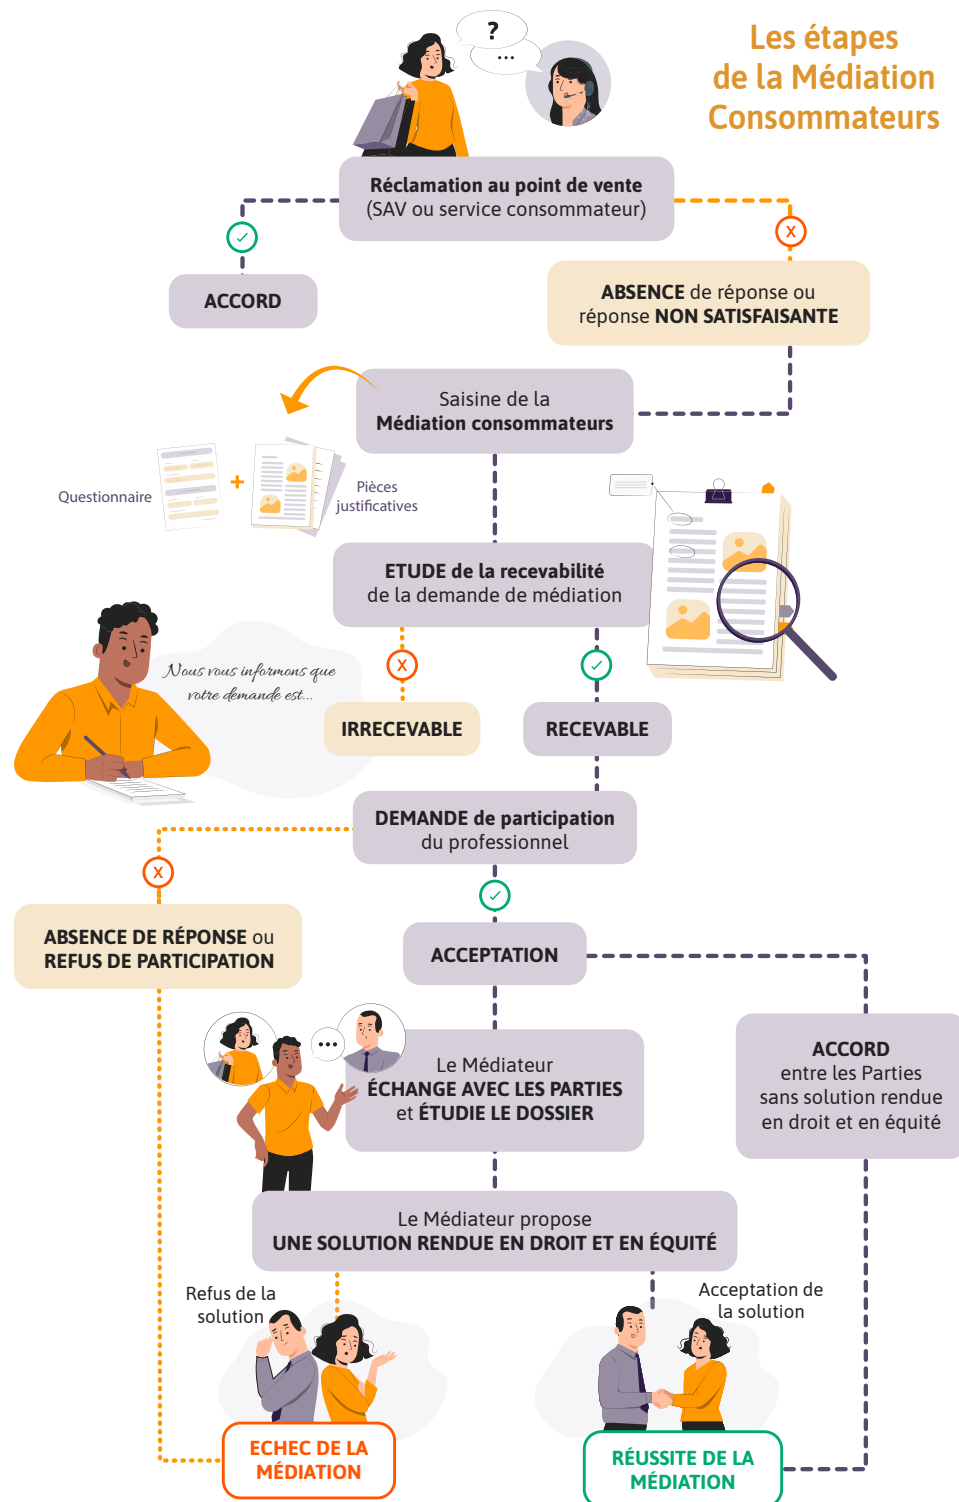 Les étapes
de la Médiation
Consommateurs
?
...
Réclamation au point de vente
(SAV ou service consommateur)
X
ACCORD
ABSENCE de réponse ou
réponse NON SATISFAISANTE
Saisine de la
Médiation consommateurs
Questionnaire
+
Pièces
justificatives
ETUDE de la recevabilité
de la demande de médiation
Nous vous informons que
votre demande est...
X
IRRECEVABLE
RECEVABLE
DEMANDE de participation
du professionnel
X
ABSENCE DE RÉPONSE ou
REFUS DE PARTICIPATION
ACCEPTATION
...
Le Médiateur
ÉCHANGE AVEC LES PARTIES
et ÉTUDIE LE DOSSIER
ACCORD
entre les Parties
sans solution rendue
en droit et en équité
Le Médiateur propose
UNE SOLUTION RENDUE EN DROIT ET EN ÉQUITÉ
Refus de la
solution
Acceptation de
la solution
ECHEC DE LA
MÉDIATION
RÉUSSITE DE LA
MÉDIATION